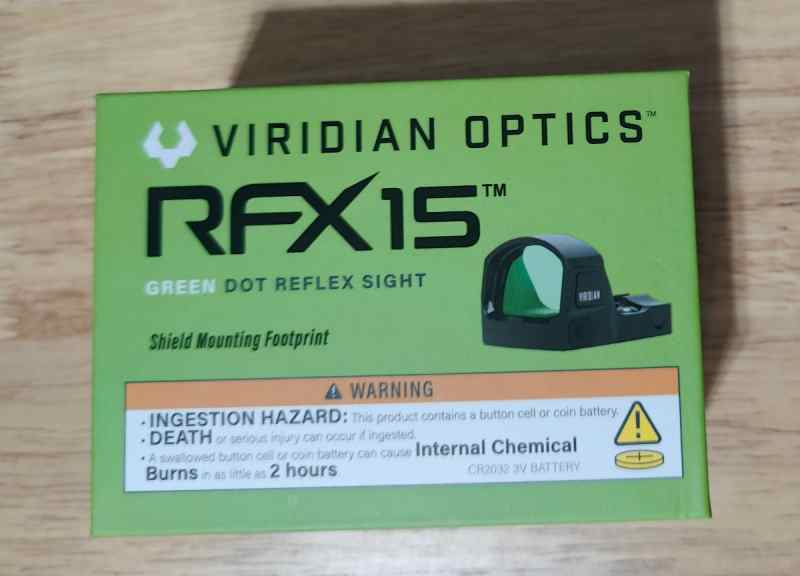 VIRIDIAN OPTICS™
RFX15™
GREEN DOT REFLEX SIGHT
VIRIDIAN
Shield Mounting Footprint
WARNING
• INGESTION HAZARD: This product contains a button cell or coin battery.
• DEATH or serious injury can occur if ingested.
• A swallowed button cell or coin battery can cause Internal Chemical
Burns in as little as 2 hours
CR2032 3V BATTERY